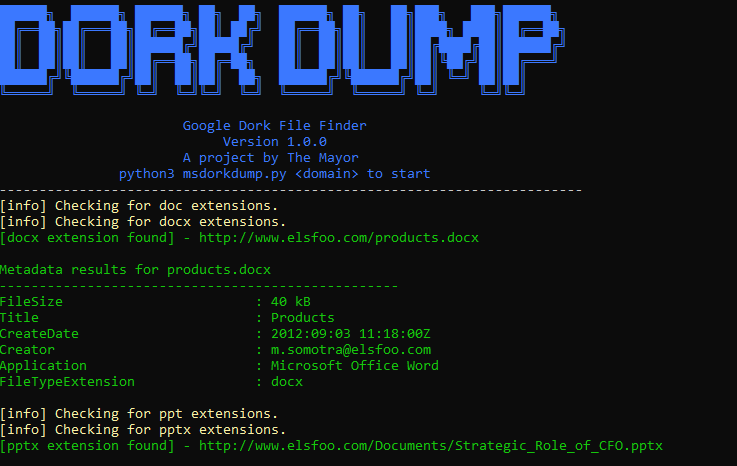 DORK DUMP
Google Dork File Finder
Version 1.0.0
A project by The Mayor
python3 msdorkdump.py <domain> to start
-------------------------------------------------------------------------
[info] Checking for doc extensions.
[info] Checking for docx extensions.
[docx extension found] - http://www.elsfoo.com/products.docx
Metadata results for products.docx
--------------------------------------------------
FileSize : 40 kB
Title : Products
CreateDate : 2012:09:03 11:18:00Z
Creator : m.somotra@elsfoo.com
Application : Microsoft Office Word
FileTypeExtension : docx
[info] Checking for ppt extensions.
[info] Checking for pptx extensions.
[pptx extension found] - http://www.elsfoo.com/Documents/Strategic_Role_of_CFO.pptx